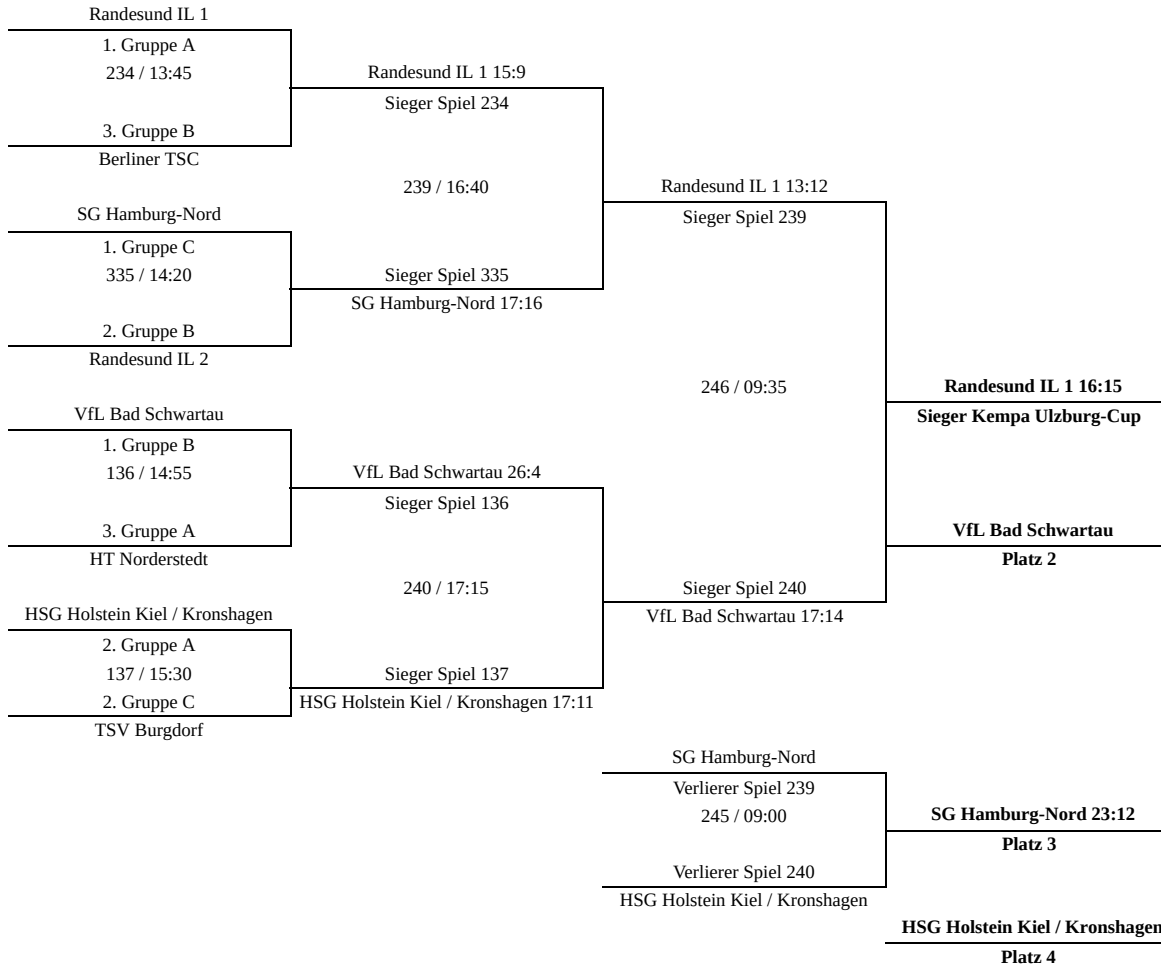 Randesund IL 1
1. Gruppe A
234 / 13:45
Randesund IL 1 15:9
Sieger Spiel 234
3. Gruppe B
Berliner TSC
239 / 16:40
Randesund IL 1 13:12
SG Hamburg-Nord
Sieger Spiel 239
1. Gruppe C
335 / 14:20
Sieger Spiel 335
SG Hamburg-Nord 17:16
2. Gruppe B
Randesund IL 2
246 / 09:35
Randesund IL 1 16:15
VfL Bad Schwartau
Sieger Kempa Ulzburg-Cup
1. Gruppe B
136 / 14:55
VfL Bad Schwartau 26:4
Sieger Spiel 136
3. Gruppe A
VfL Bad Schwartau
HT Norderstedt
Platz 2
240 / 17:15
Sieger Spiel 240
HSG Holstein Kiel / Kronshagen
VfL Bad Schwartau 17:14
2. Gruppe A
137 / 15:30
Sieger Spiel 137
2. Gruppe C
HSG Holstein Kiel / Kronshagen 17:11
TSV Burgdorf
SG Hamburg-Nord
Verlierer Spiel 239
245 / 09:00
SG Hamburg-Nord 23:12
Platz 3
Verlierer Spiel 240
HSG Holstein Kiel / Kronshagen
HSG Holstein Kiel / Kronshagen
Platz 4